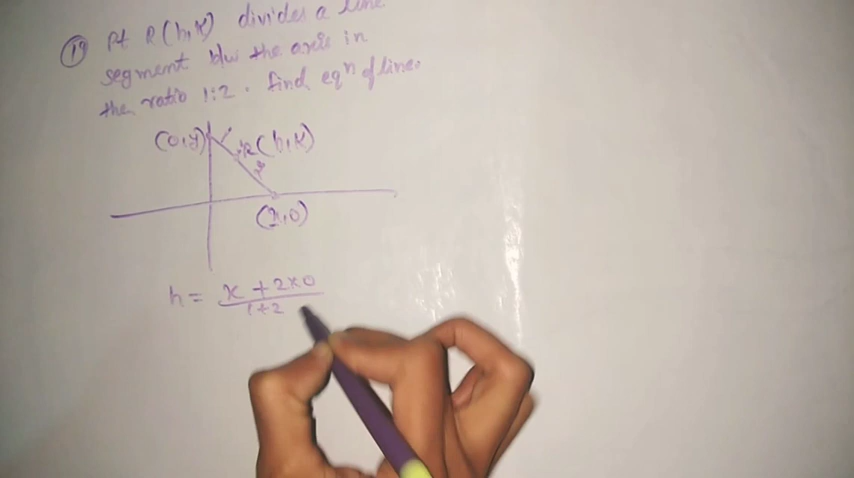 (19) Pt R(h,K) divides a line
segment b/w the axis in
the ratio 1:2. find eqⁿ of line.
(0,y) R(h,K)
2
(x,0)
h = x + 2×0
1+2